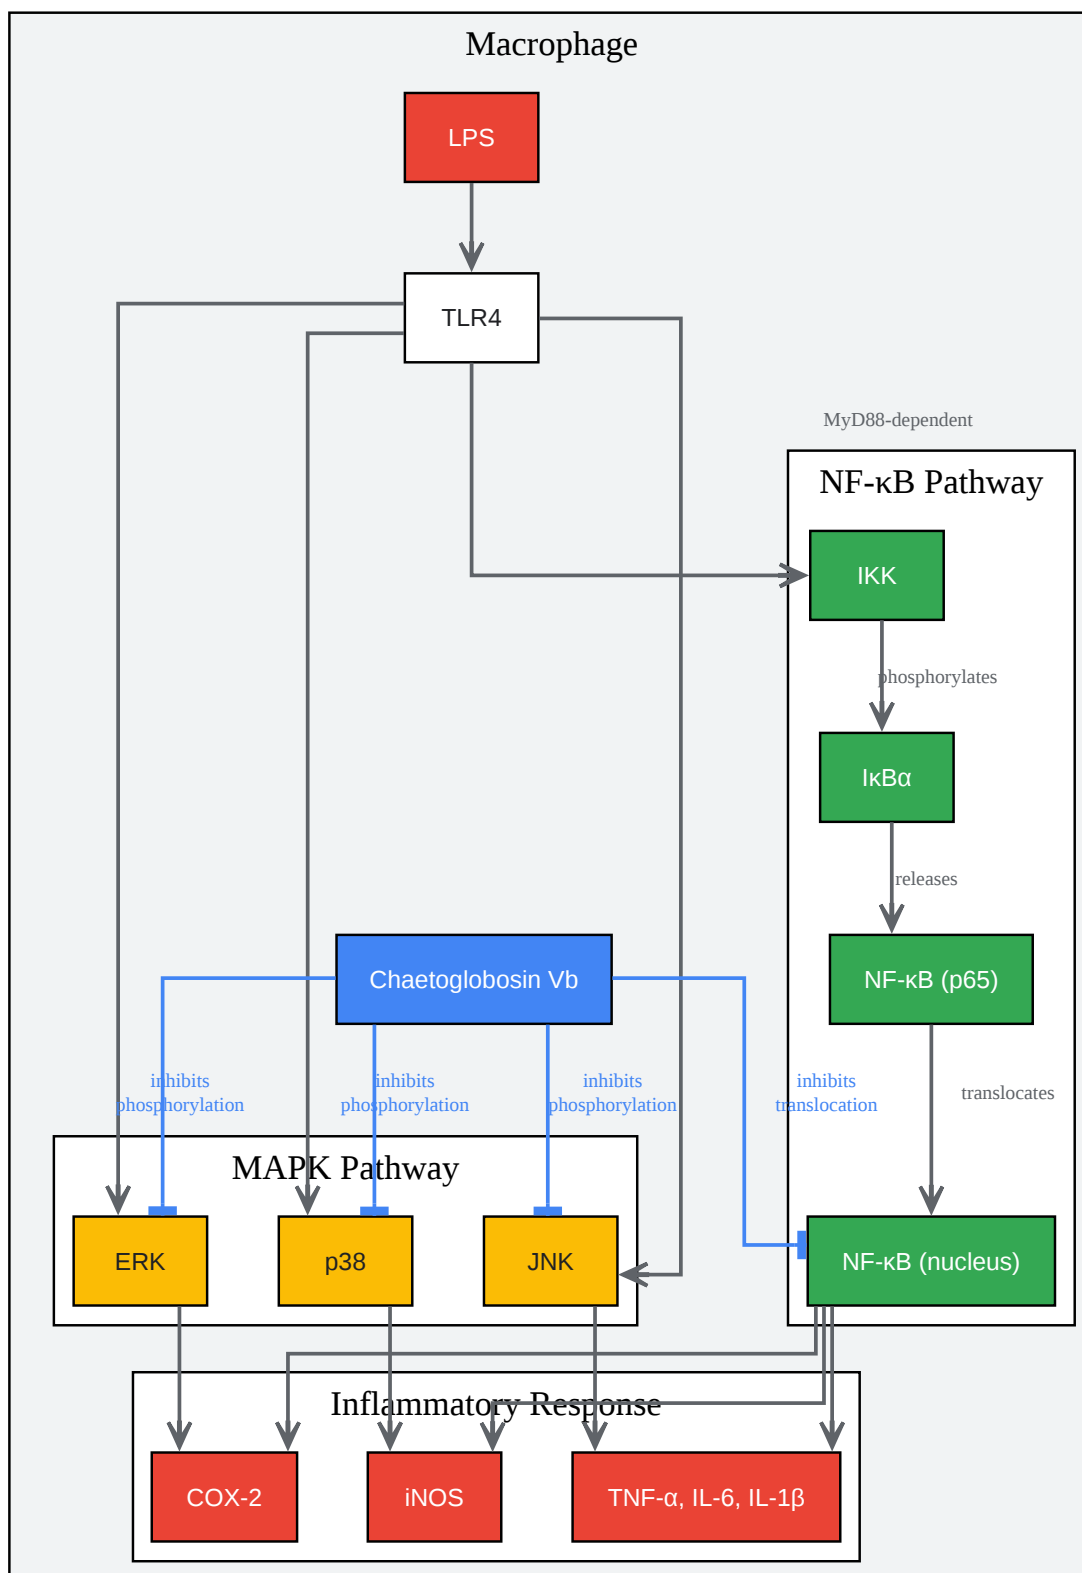 Macrophage
LPS
TLR4
MyD88-dependent
NF-κB Pathway
IKK
phosphorylates
IκBα
releases
Chaetoglobosin Vb
NF-κB (p65)
inhibits
phosphorylation
inhibits
phosphorylation
inhibits
phosphorylation
inhibits
translocation
translocates
MAPK Pathway
ERK
p38
JNK
NF-κB (nucleus)
Inflammatory Response
COX-2
iNOS
TNF-α, IL-6, IL-1β